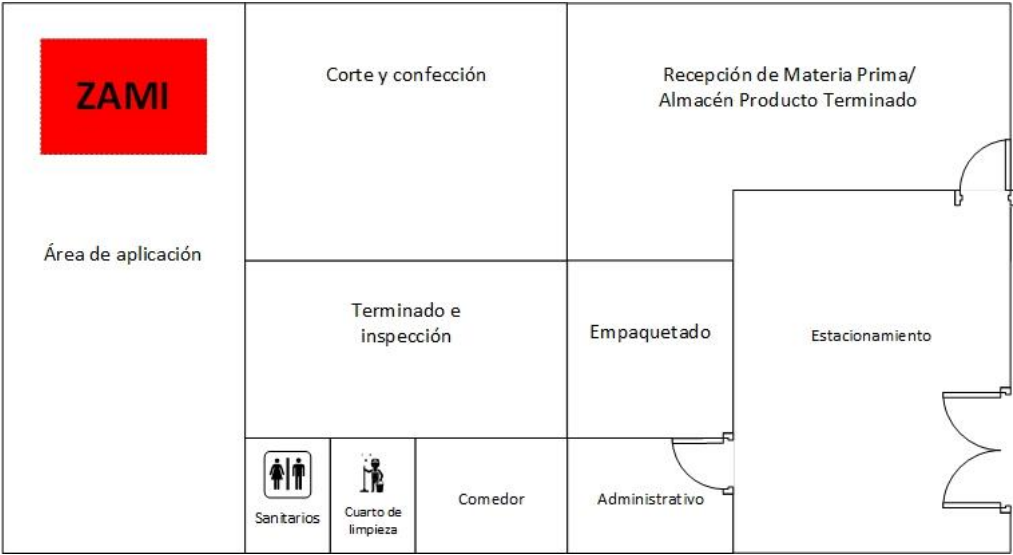 ZAMI
Área de aplicación
Corte y confección
Recepción de Materia Prima/
Almacén Producto Terminado
Terminado e
inspección
Empaquetado
Estacionamiento
Sanitarios
Cuarto de
limpieza
Comedor
Administrativo